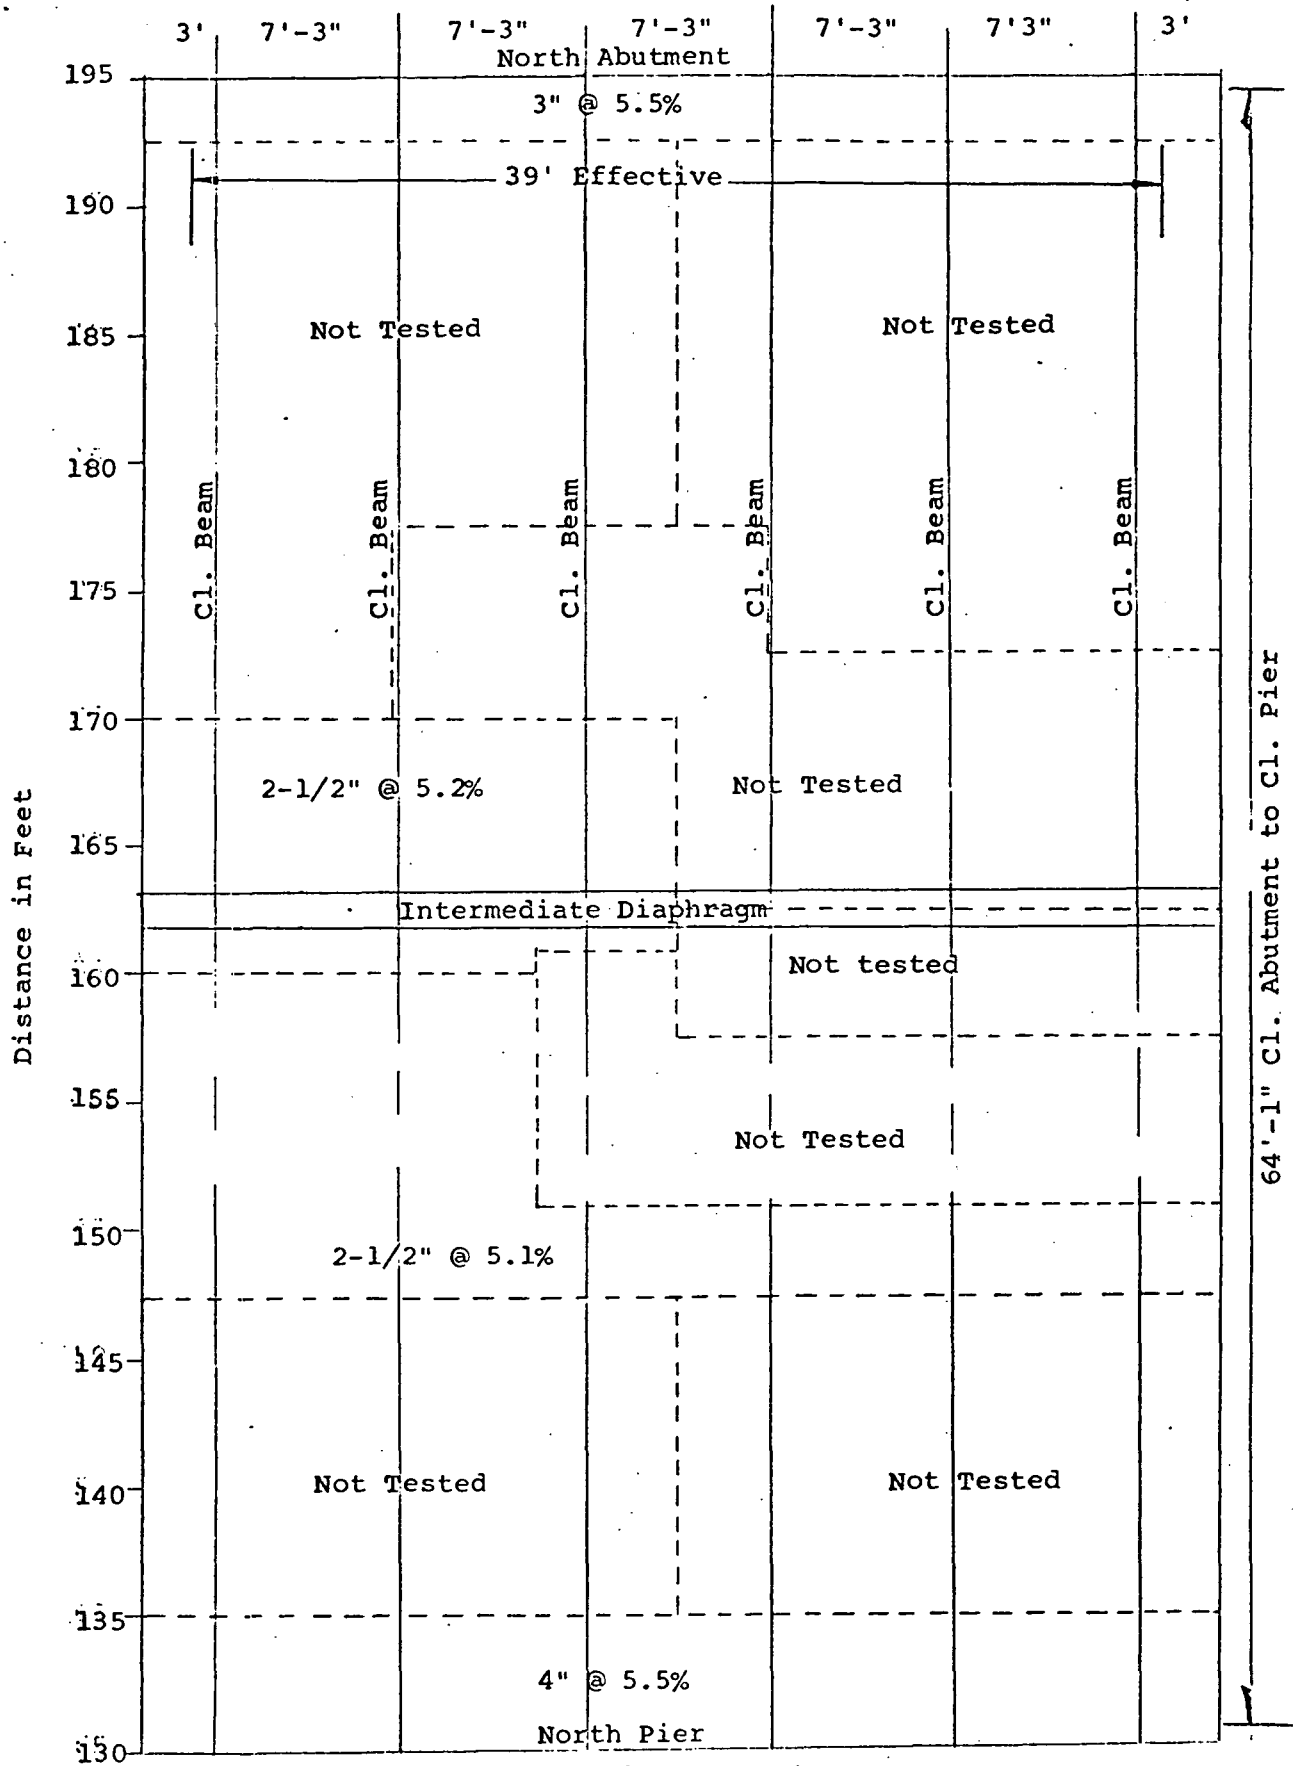 3' 7'-3" 7'-3" 7'-3" 7'-3" 7'3" 3'
North Abutment
195
3" @ 5.5%
39' Effective
190
185
Not Tested
Not Tested
180
Cl. Beam
Cl. Beam
Cl. Beam
Cl. Beam
Cl. Beam
Cl. Beam
175
170
2-1/2" @ 5.2%
Not Tested
165
Intermediate Diaphragm
Not tested
160
155
Not Tested
150
2-1/2" @ 5.1%
145
Not Tested
Not Tested
140
135
4" @ 5.5%
North Pier
130
Distance in Feet
64'-1" Cl. Abutment to Cl. Pier